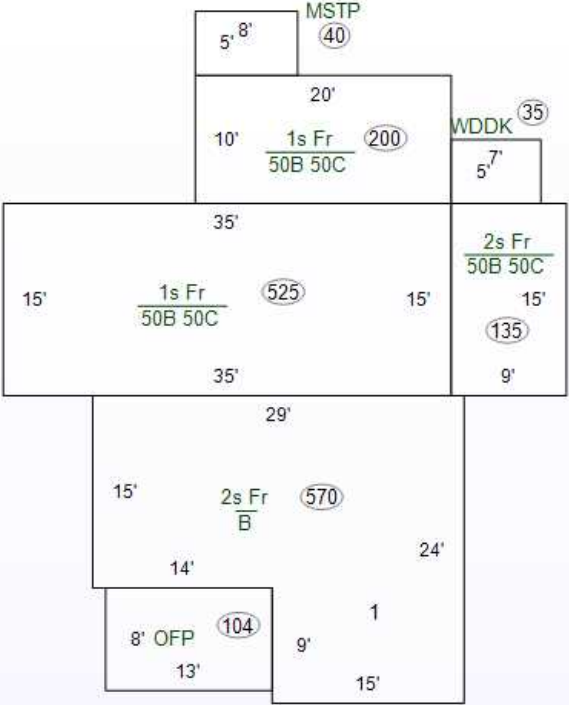 MSTP
5' 8'
40
20'
35
WDDK
10'
1s Fr
200
50B 50C
7'
5'
35'
2s Fr
50B 50C
15'
1s Fr
525
15'
15'
50B 50C
135
35'
9'
29'
15'
2s Fr
570
B
24'
14'
1
104
8' OFP
9'
13'
15'